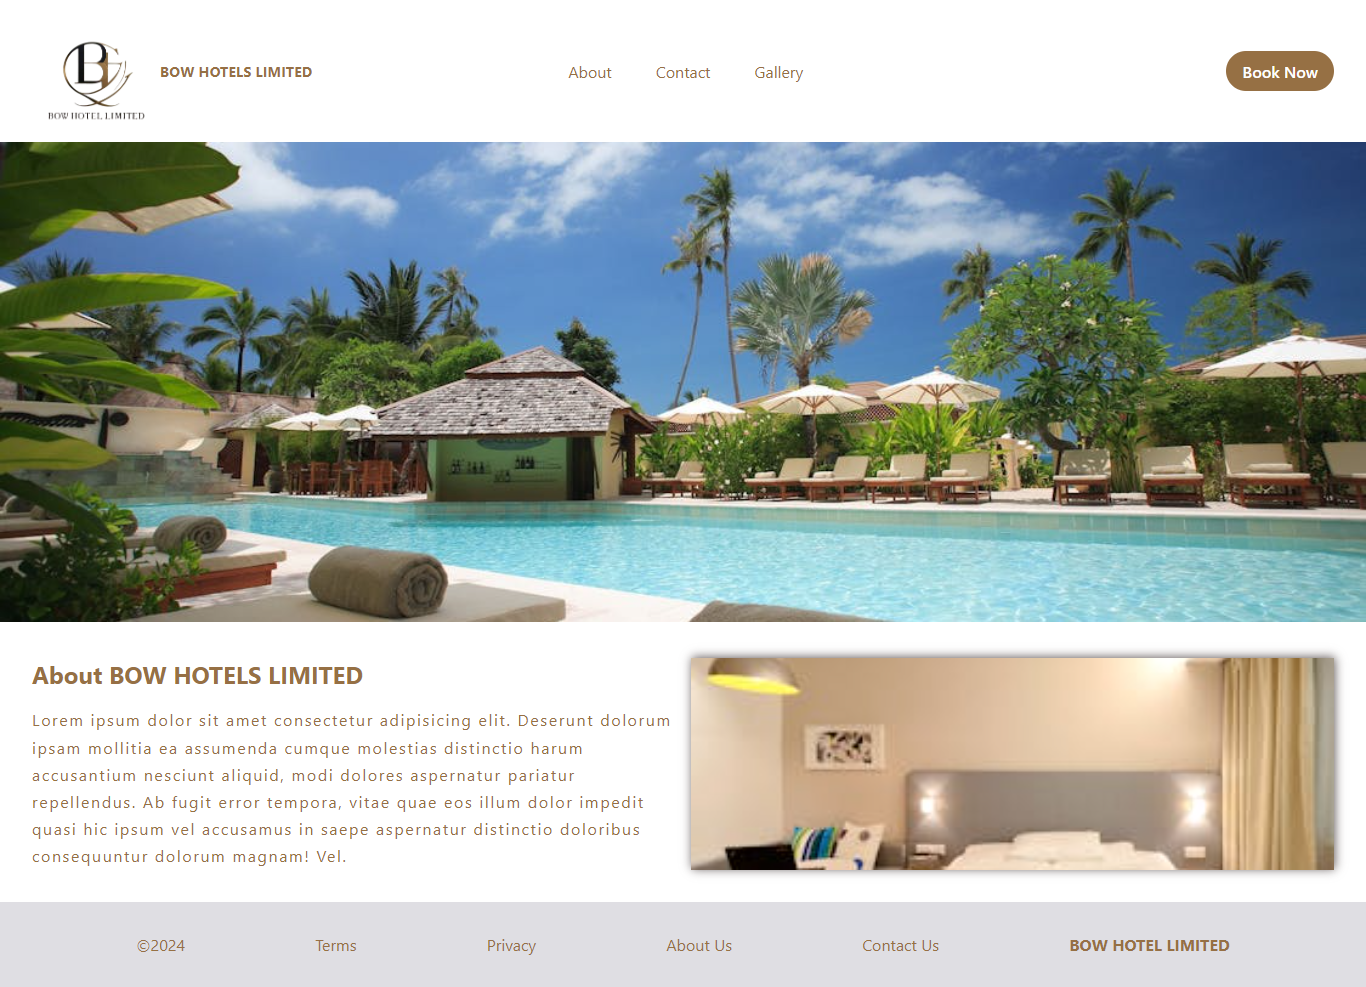 BOW HOTEL LIMITED
BOW HOTELS LIMITED
About
Contact
Gallery
Book Now
About BOW HOTELS LIMITED
Lorem ipsum dolor sit amet consectetur adipisicing elit. Deserunt dolorum
ipsam mollitia ea assumenda cumque molestias distinctio harum
accusantium nesciunt aliquid, modi dolores aspernatur pariatur
repellendus. Ab fugit error tempora, vitae quae eos illum dolor impedit
quasi hic ipsum vel accusamus in saepe aspernatur distinctio doloribus
consequuntur dolorum magnam! Vel.
©2024
Terms
Privacy
About Us
Contact Us
BOW HOTEL LIMITED